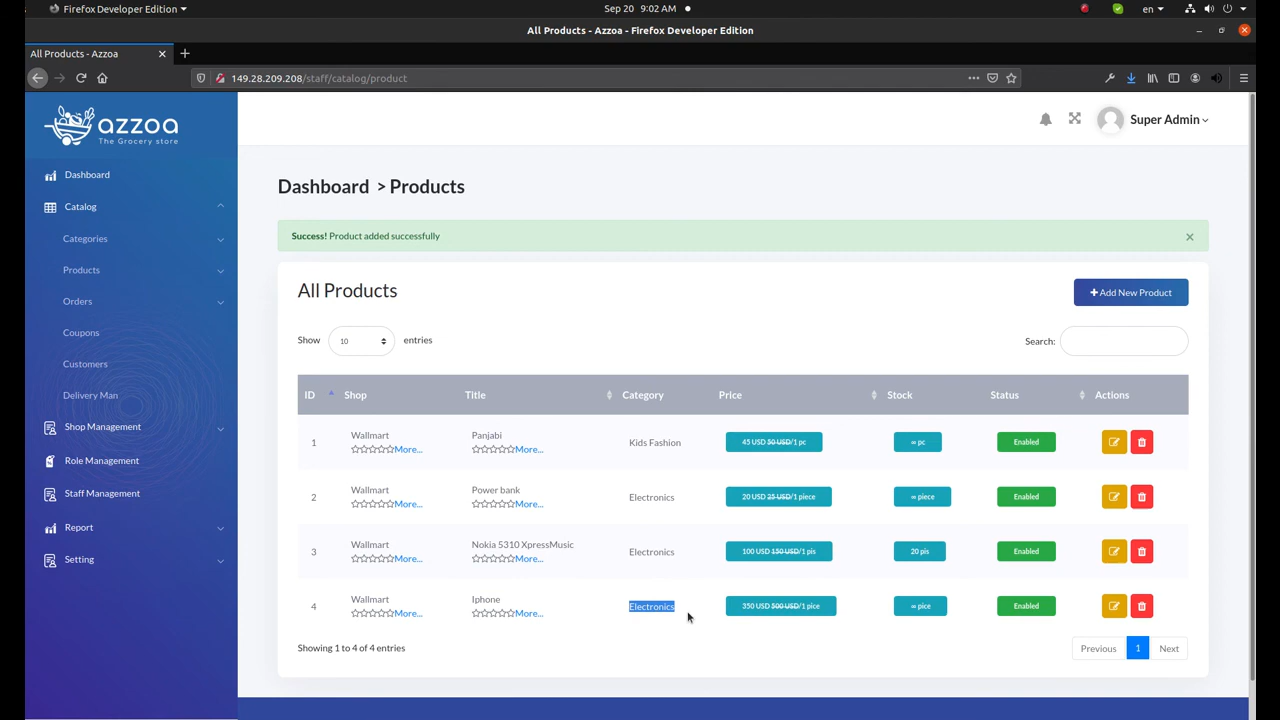 Firefox Developer Edition
Sep 20 9:02 AM
en
All Products - Azzoa - Firefox Developer Edition
All Products - Azzoa
149.28.209.208/staff/catalog/product
azzoa
The Grocery store
Super Admin
Dashboard
Catalog
Categories
Products
Orders
Coupons
Customers
Delivery Man
Shop Management
Role Management
Staff Management
Report
Setting
Dashboard > Products
Success! Product added successfully
×
All Products
+ Add New Product
Show 10 entries
Search:
ID Shop Title Category Price Stock Status Actions
1 Wallmart Panjabi Kids Fashion 45 USD 50 USD/1 pc ∞ pc Enabled
More... More...
2 Wallmart Power bank Electronics 20 USD 25 USD/1 piece ∞ piece Enabled
More... More...
3 Wallmart Nokia 5310 XpressMusic Electronics 100 USD 150 USD/1 pis 20 pis Enabled
More... More...
4 Wallmart Iphone Electronics 350 USD 500 USD/1 pice ∞ pice Enabled
More... More...
Showing 1 to 4 of 4 entries
Previous 1 Next